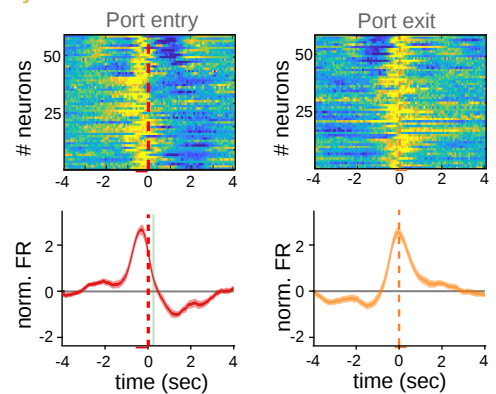 Port entry
Port exit
# neurons
50
25
-4 -2 0 2 4
# neurons
50
25
-4 -2 0 2 4
norm. FR
2
0
-2
-4 -2 0 2 4
time (sec)
norm. FR
2
0
-2
-4 -2 0 2 4
time (sec)